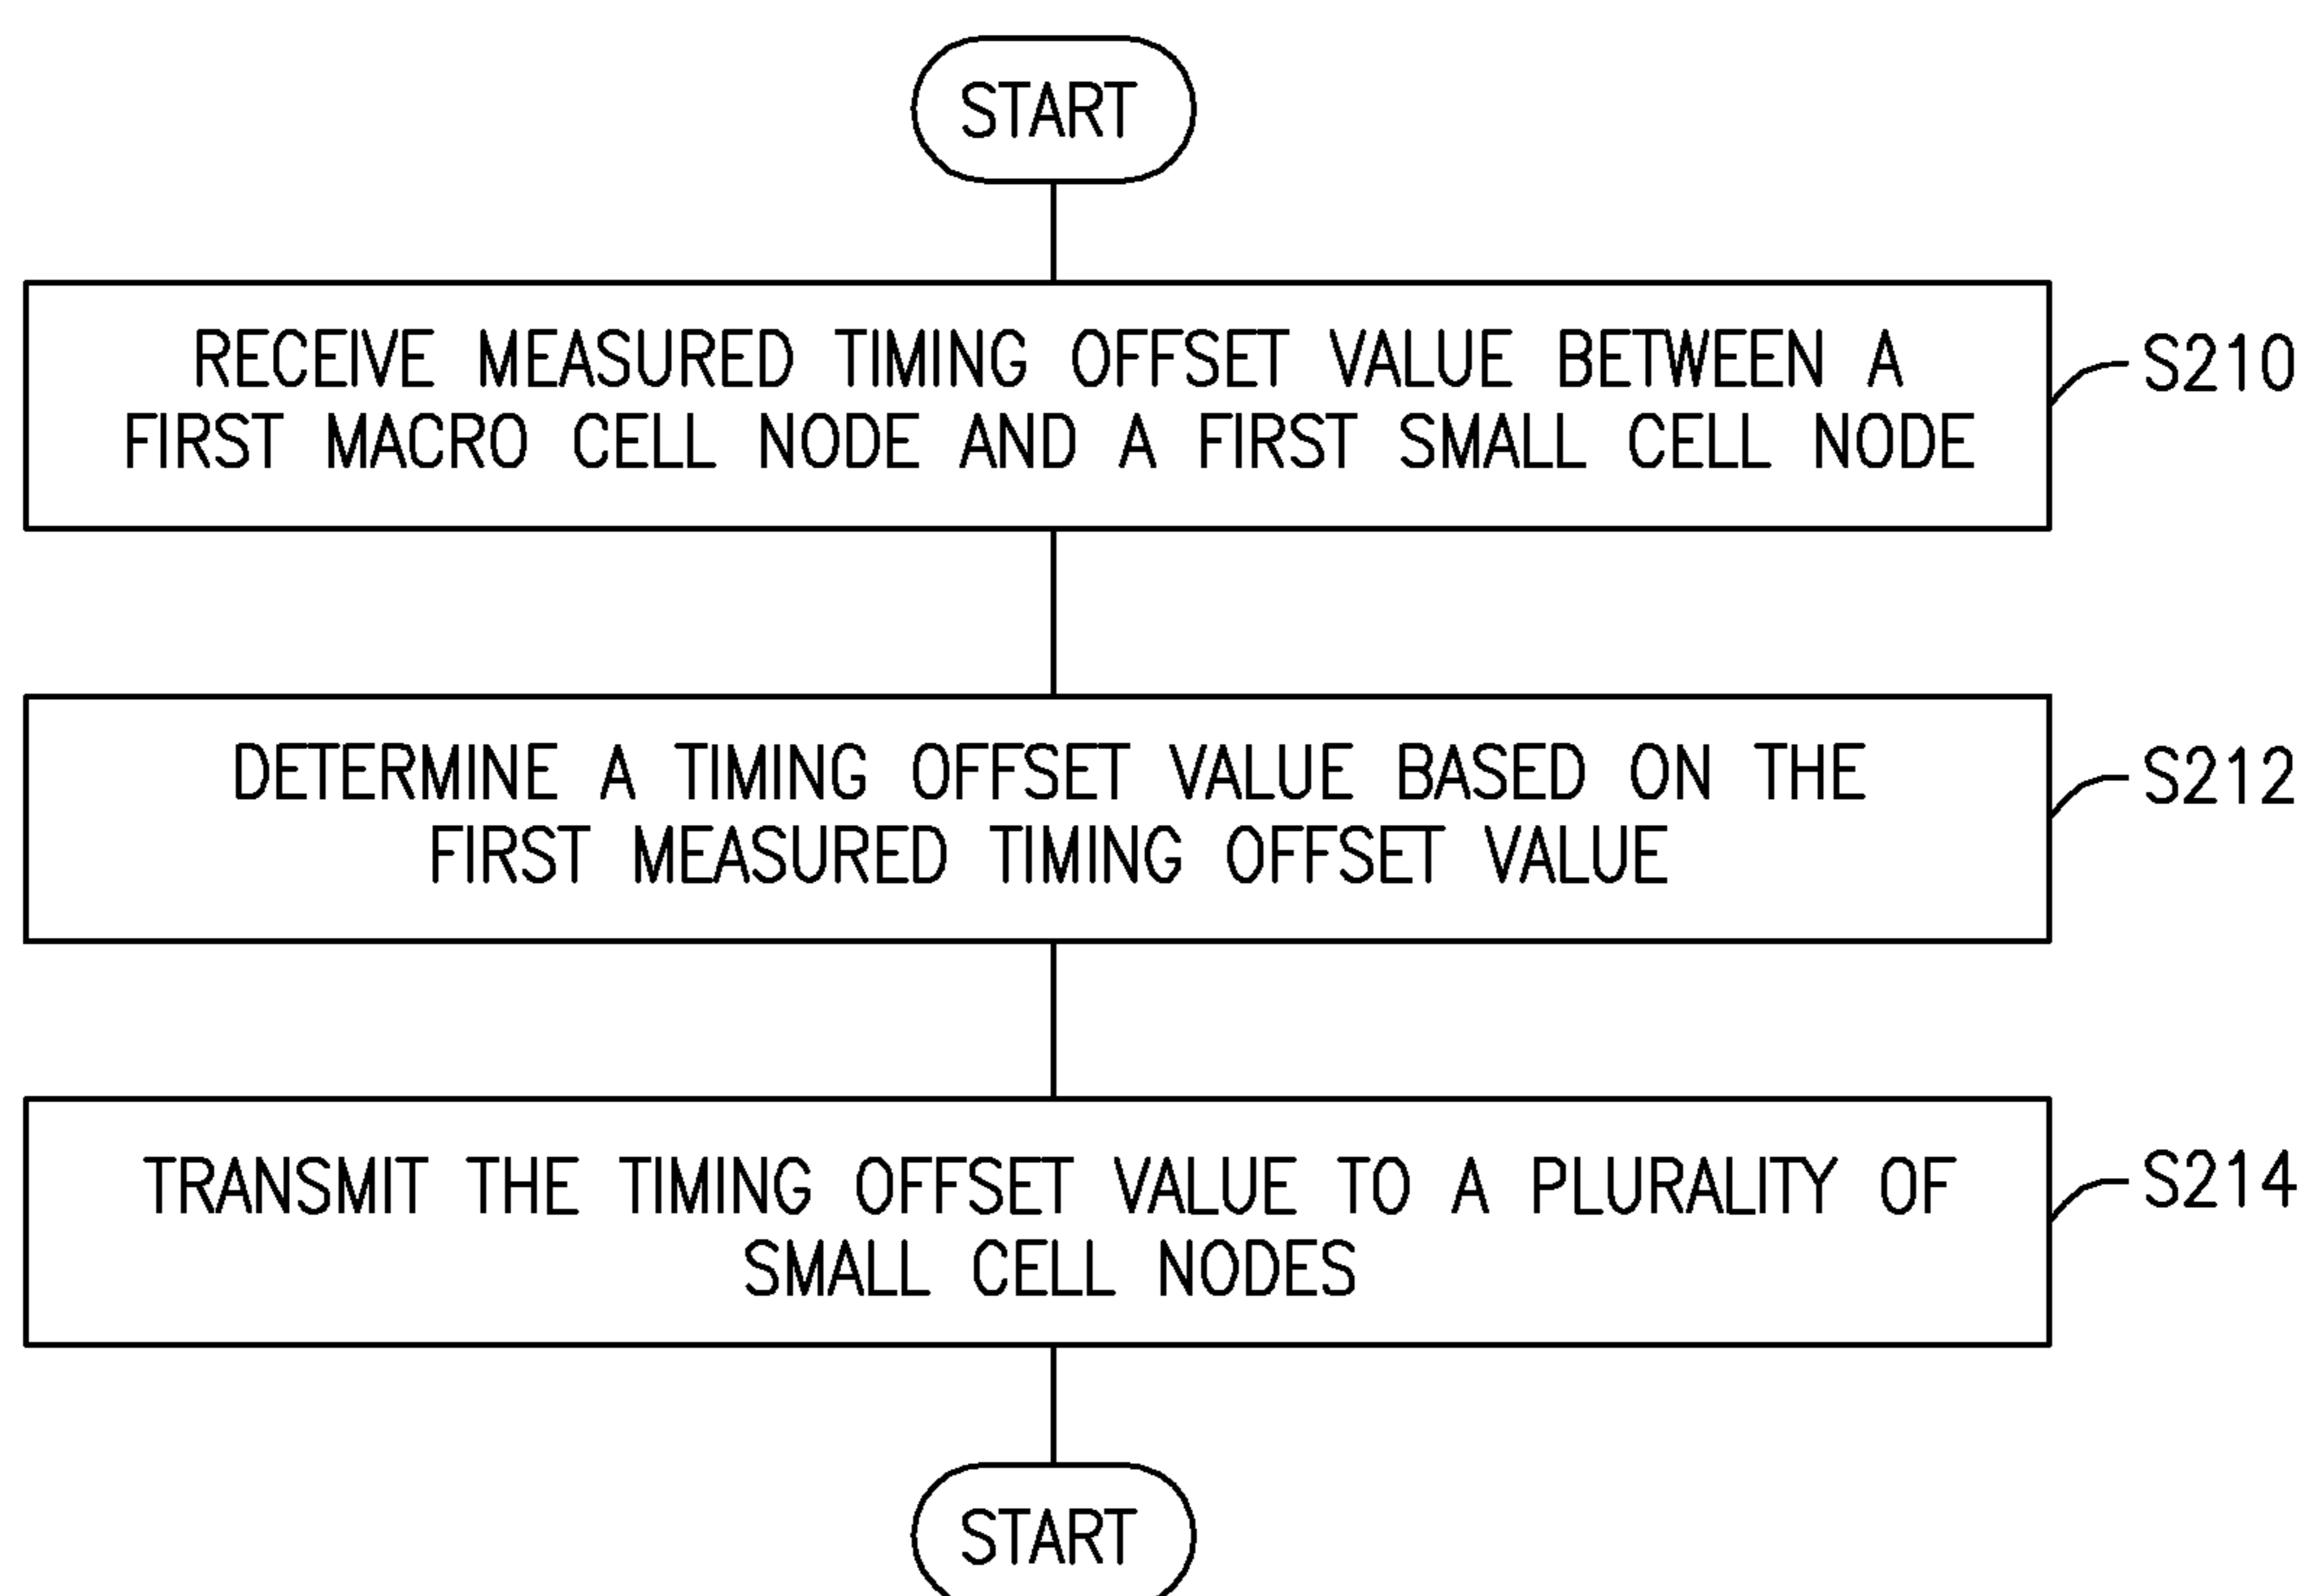 START
RECEIVE MEASURED TIMING OFFSET VALUE BETWEEN A
FIRST MACRO CELL NODE AND A FIRST SMALL CELL NODE
S210
DETERMINE A TIMING OFFSET VALUE BASED ON THE
FIRST MEASURED TIMING OFFSET VALUE
S212
TRANSMIT THE TIMING OFFSET VALUE TO A PLURALITY OF
SMALL CELL NODES
S214
START